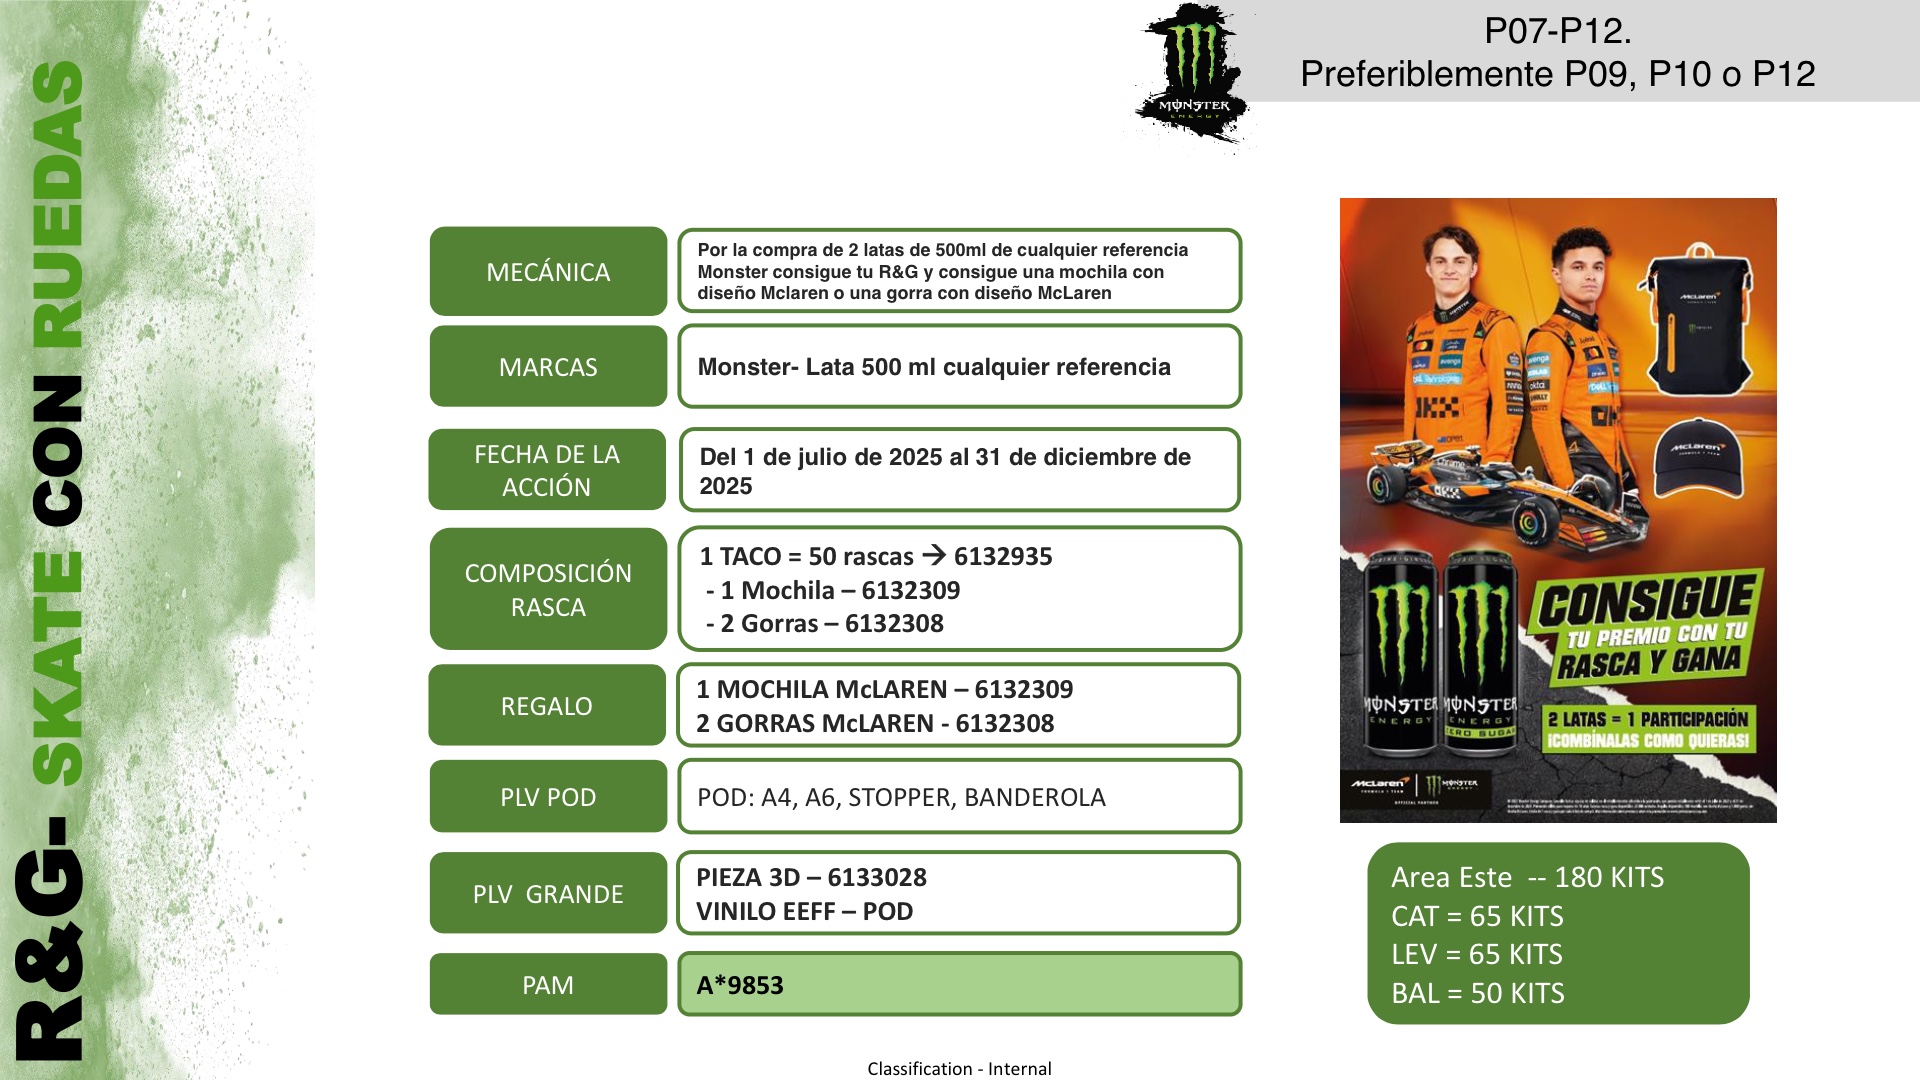 P07-P12.
Preferiblemente P09, P10 o P12
MONSTER
ENERGY
R&G- SKATE CON RUEDAS
MECÁNICA
Por la compra de 2 latas de 500ml de cualquier referencia
Monster consigue tu R&G y consigue una mochila con
diseño Mclaren o una gorra con diseño McLaren
MARCAS
Monster- Lata 500 ml cualquier referencia
FECHA DE LA
ACCIÓN
Del 1 de julio de 2025 al 31 de diciembre de
2025
COMPOSICIÓN
RASCA
1 TACO = 50 rascas → 6132935
- 1 Mochila – 6132309
- 2 Gorras – 6132308
REGALO
1 MOCHILA McLAREN – 6132309
2 GORRAS McLAREN - 6132308
PLV POD
POD: A4, A6, STOPPER, BANDEROLA
PLV  GRANDE
PIEZA 3D – 6133028
VINILO EEFF – POD
PAM
A*9853
McLaren
McLaren
CONSIGUE
TU PREMIO CON TU
RASCA Y GANA
MONSTER
ENERGY
MONSTER
ENERGY
ZERO SUGAR
2 LATAS = 1 PARTICIPACIÓN
¡COMBÍNALAS COMO QUIERAS!
McLaren
FORMULA 1 TEAM
MONSTER
ENERGY
OFFICIAL PARTNER
Area Este  -- 180 KITS
CAT = 65 KITS
LEV = 65 KITS
BAL = 50 KITS
Classification - Internal